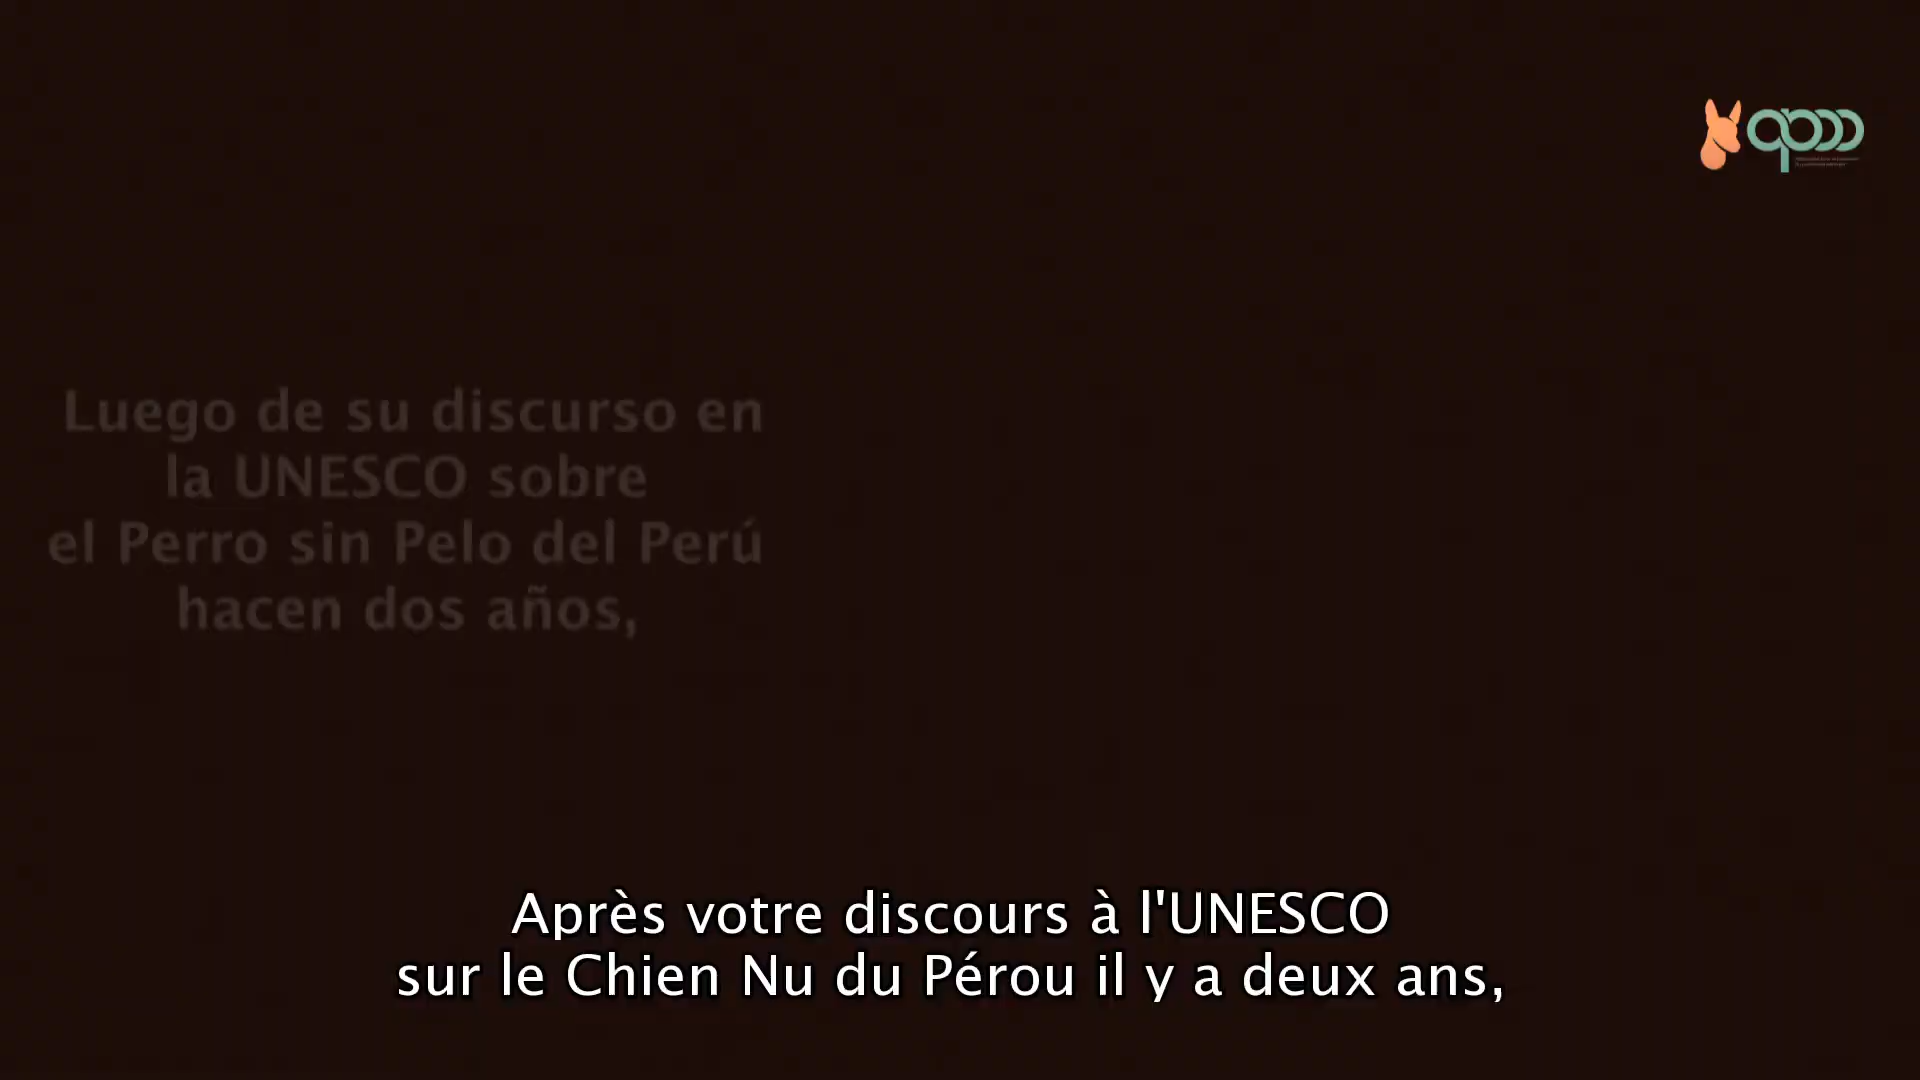 Luego de su discurso en
la UNESCO sobre
el Perro sin Pelo del Perú
hacen dos años,
Après votre discours à l'UNESCO
sur le Chien Nu du Pérou il y a deux ans,